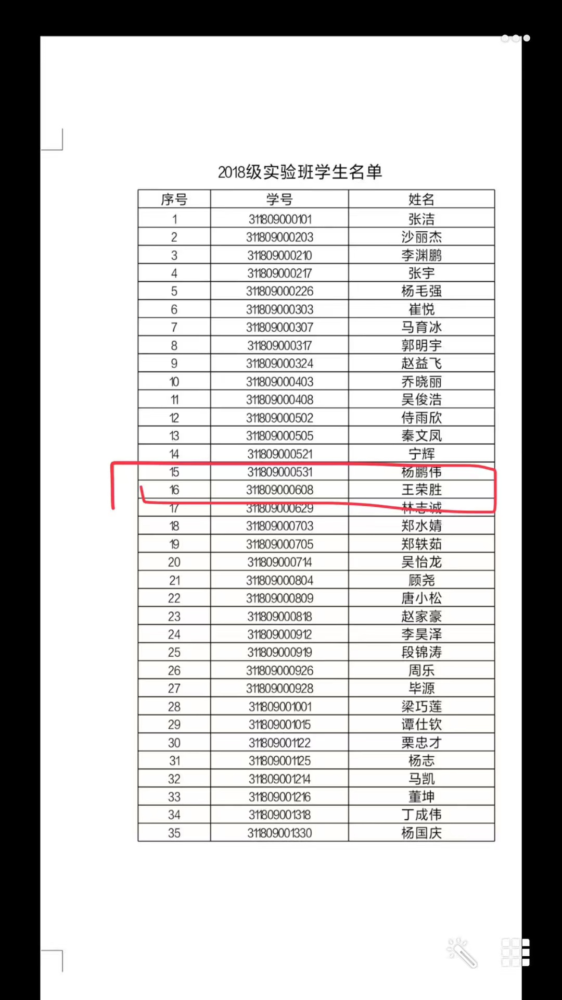 2018级实验班学生名单
序号 学号 姓名
1 311809000101 张洁
2 311809000203 沙丽杰
3 311809000210 李渊鹏
4 311809000217 张宇
5 311809000226 杨毛强
6 311809000303 崔悦
7 311809000307 马育冰
8 311809000317 郭明宇
9 311809000324 赵益飞
10 311809000403 乔晓丽
11 311809000408 吴俊浩
12 311809000502 侍雨欣
13 311809000505 秦文凤
14 311809000521 宁辉
15 311809000531 杨鹏伟
16 311809000608 王荣胜
17 311809000629 林志诚
18 311809000703 郑水婧
19 311809000705 郑轶茹
20 311809000714 吴怡龙
21 311809000804 顾尧
22 311809000809 唐小松
23 311809000818 赵家豪
24 311809000912 李昊泽
25 311809000919 段锦涛
26 311809000926 周乐
27 311809000928 毕源
28 311809001001 梁巧莲
29 311809001015 谭仕钦
30 311809001122 栗忠才
31 311809001125 杨志
32 311809001214 马凯
33 311809001216 董坤
34 311809001318 丁成伟
35 311809001330 杨国庆